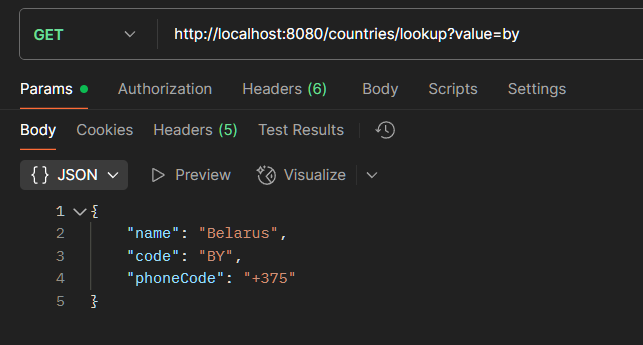 GET http://localhost:8080/countries/lookup?value=by
Params Authorization Headers (6) Body Scripts Settings
Body Cookies Headers (5) Test Results
{} JSON Preview Visualize
1 {
2 "name": "Belarus",
3 "code": "BY",
4 "phoneCode": "+375"
5 }